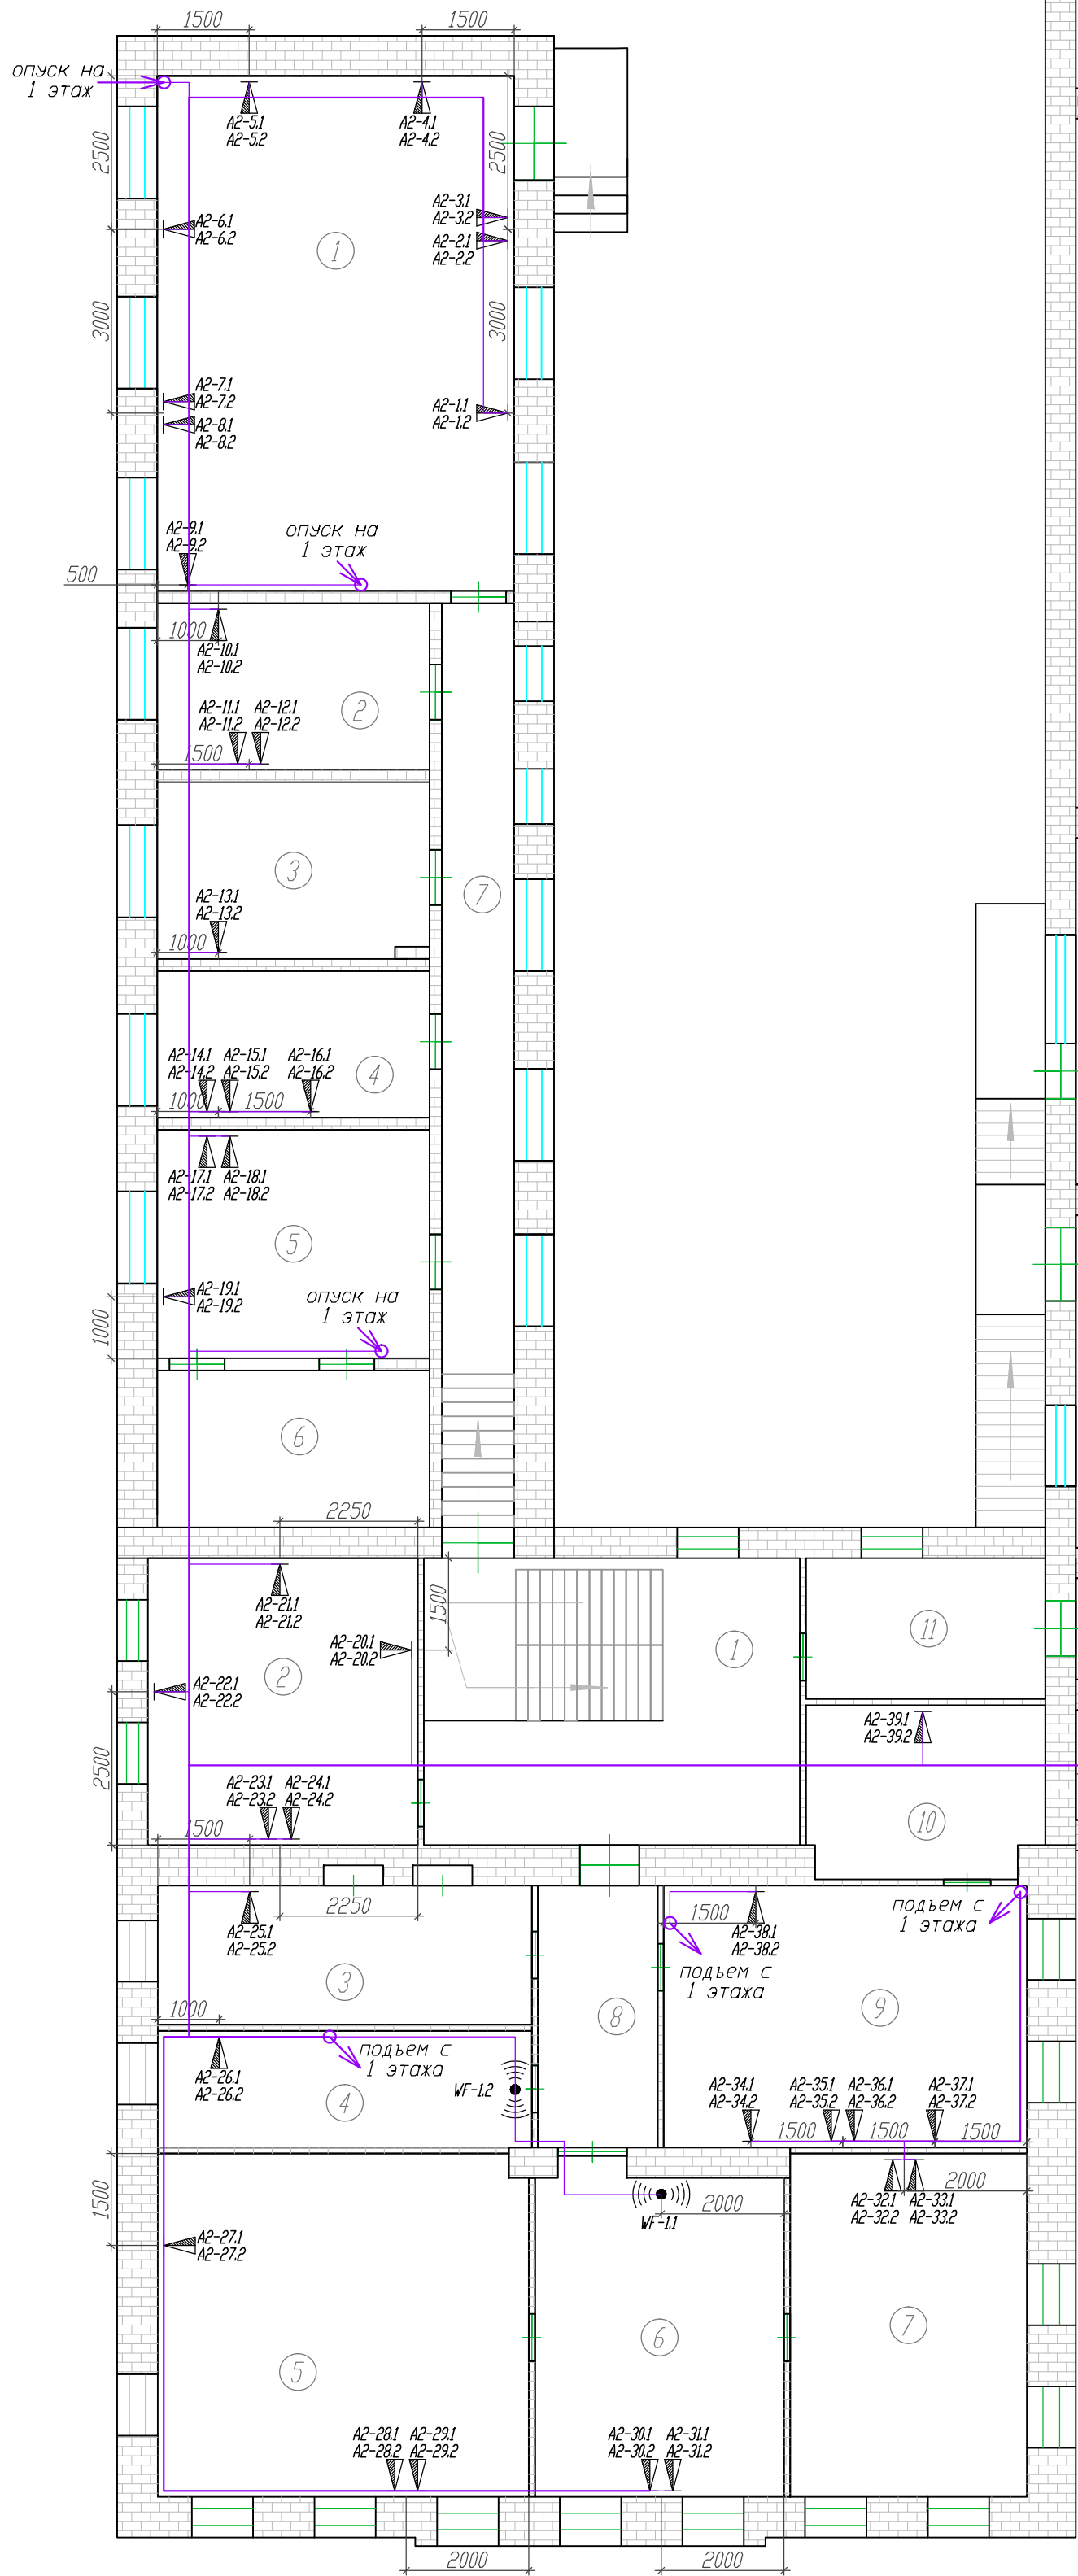 1500
1500
опуск на
1 этаж
А2-5.1
А2-5.2
А2-4.1
А2-4.2
2500
2500
А2-3.1
А2-3.2
А2-6.1
А2-6.2
1
А2-2.1
А2-2.2
3000
3000
А2-7.1
А2-7.2
А2-8.1
А2-8.2
А2-1.1
А2-1.2
А2-9.1
А2-9.2
опуск на
1 этаж
500
1000
А2-10.1
А2-10.2
А2-11.1
А2-11.2
А2-12.1
А2-12.2
2
1500
3
7
А2-13.1
А2-13.2
1000
А2-14.1
А2-14.2
А2-15.1
А2-15.2
А2-16.1
А2-16.2
4
1000
1500
А2-17.1
А2-17.2
А2-18.1
А2-18.2
5
А2-19.1
А2-19.2
опуск на
1 этаж
1000
6
2250
А2-21.1
А2-21.2
1500
А2-20.1
А2-20.2
11
1
2
А2-22.1
А2-22.2
А2-39.1
А2-39.2
2500
А2-23.1
А2-23.2
А2-24.1
А2-24.2
1500
10
2250
А2-25.1
А2-25.2
1500
А2-38.1
А2-38.2
подъем с
1 этажа
подъем с
1 этажа
3
8
9
1000
подъем с
1 этажа
А2-26.1
А2-26.2
4
WF-1.2
А2-34.1
А2-34.2
А2-35.1
А2-35.2
А2-36.1
А2-36.2
А2-37.1
А2-37.2
1500
1500
1500
1500
2000
2000
WF-1.1
А2-32.1
А2-32.2
А2-33.1
А2-33.2
А2-27.1
А2-27.2
5
6
7
А2-28.1
А2-28.2
А2-29.1
А2-29.2
А2-30.1
А2-30.2
А2-31.1
А2-31.2
2000
2000